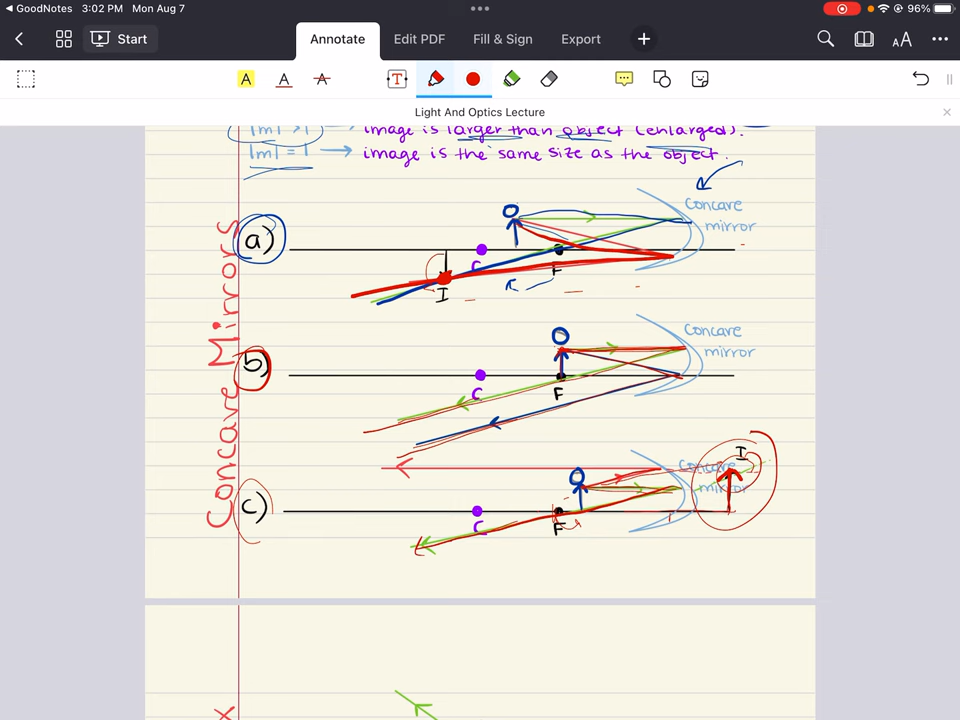 GoodNotes 3:02 PM Mon Aug 7 96%
Start Annotate Edit PDF Fill & Sign Export
A A A T
Light And Optics Lecture
|m| >1 → image is larger than object (enlarged).
|m| = 1 → image is the same size as the object.
Concave Mirrors
a)
O
C
F
I
concave
mirror
b)
O
C
F
concave
mirror
c)
O
C
F
I
concave
mirror